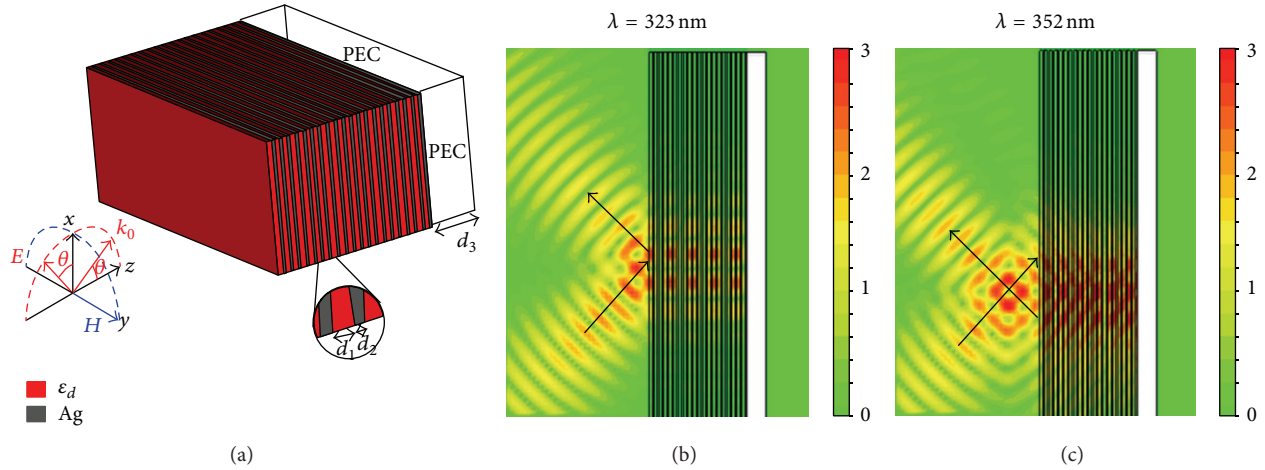 PEC
PEC
d₃
x
k₀
E
θ
θ
z
H
y
d₁
d₂
ε_d
Ag
(a)
λ = 323 nm
3
2
1
0
(b)
λ = 352 nm
3
2
1
0
(c)